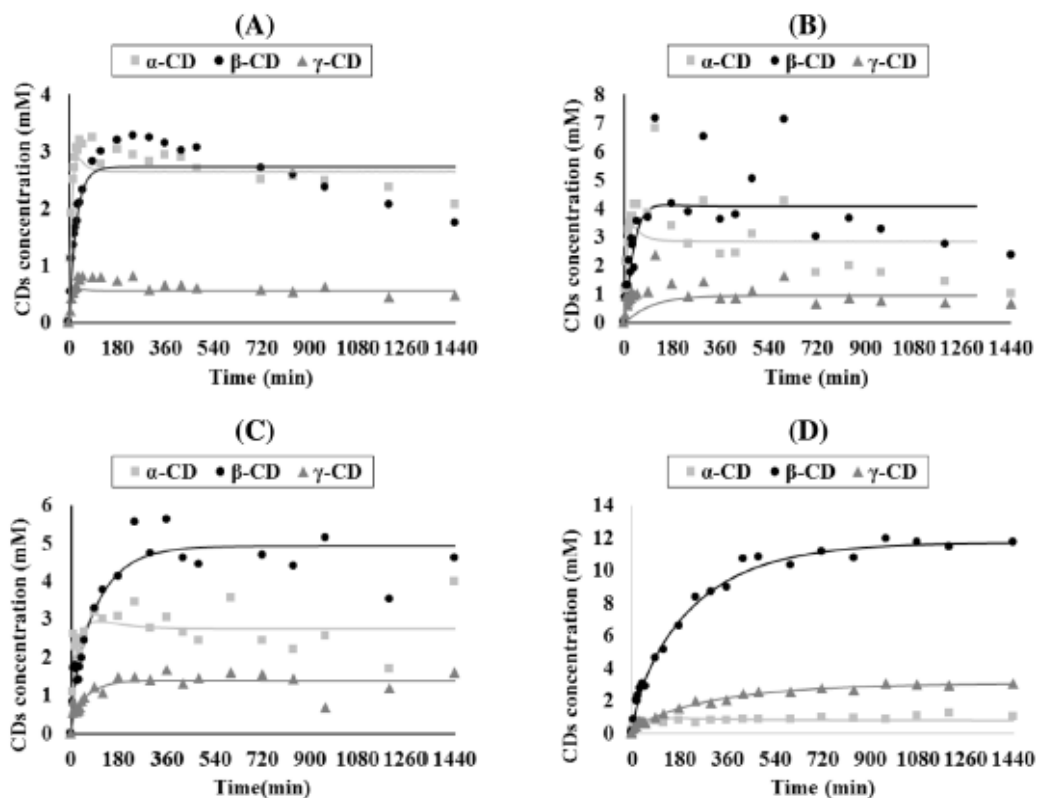 (A)
α-CD β-CD γ-CD
CDs concentration (mM)
4
3
2
1
0
0 180 360 540 720 900 1080 1260 1440
Time (min)
(B)
α-CD β-CD γ-CD
CDs concentration (mM)
8
7
6
5
4
3
2
1
0
0 180 360 540 720 900 1080 1260 1440
Time (min)
(C)
α-CD β-CD γ-CD
CDs concentration (mM)
6
5
4
3
2
1
0
0 180 360 540 720 900 1080 1260 1440
Time(min)
(D)
α-CD β-CD γ-CD
CDs concentration (mM)
14
12
10
8
6
4
2
0
0 180 360 540 720 900 1080 1260 1440
Time (min)